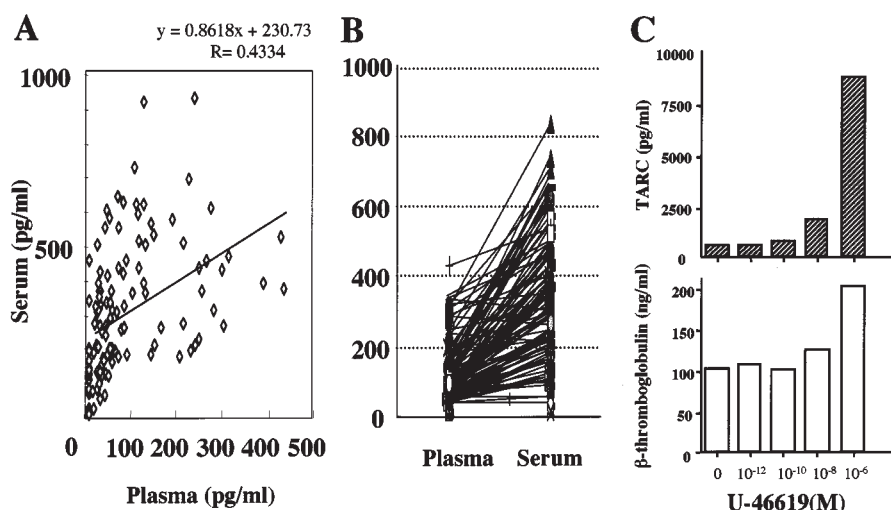 A
y = 0.8618x + 230.73
R= 0.4334
1000
500
Serum (pg/ml)
0 100 200 300 400 500
Plasma (pg/ml)
B
1000
800
600
400
200
0
Plasma Serum
C
10000
7500
5000
2500
0
TARC (pg/ml)
200
150
100
50
0
β-thromboglobulin (ng/ml)
0 10-12 10-10 10-8 10-6
U-46619(M)